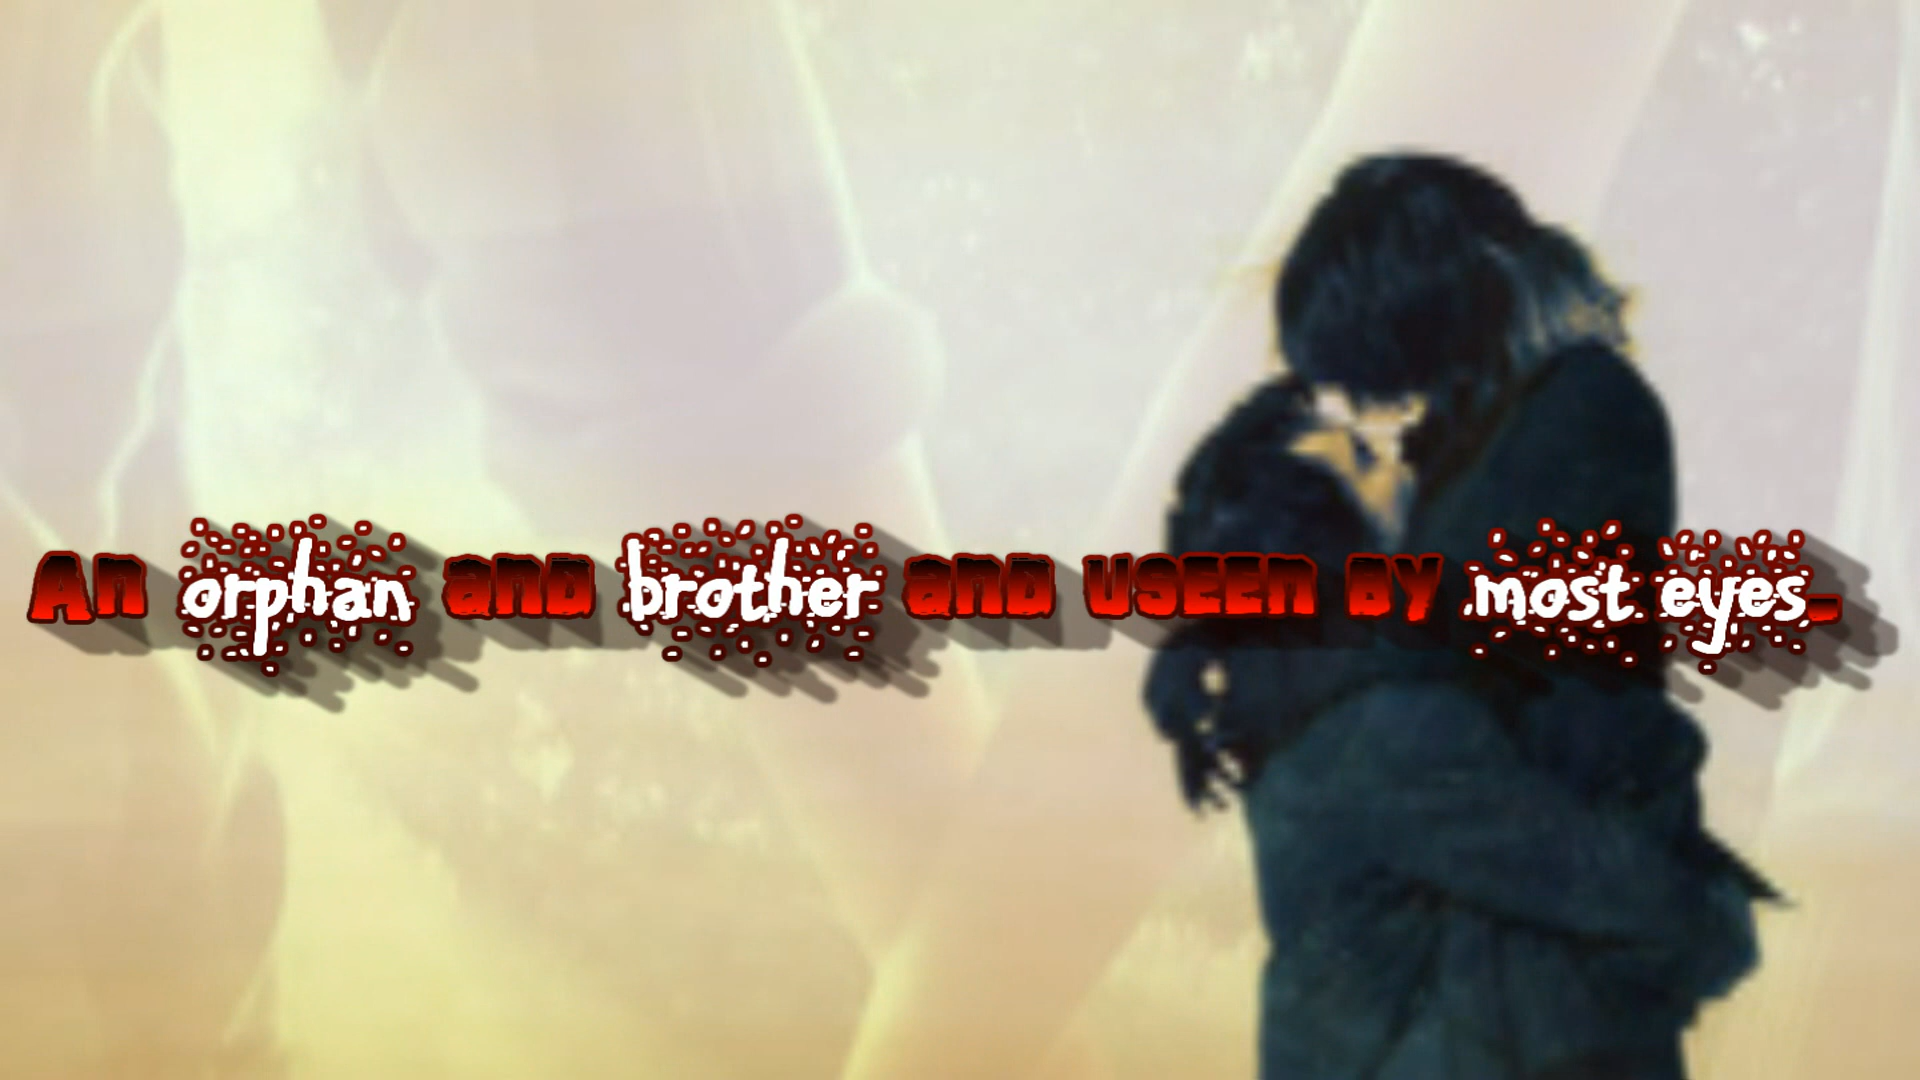 An orphan and brother and useen by most eyes.